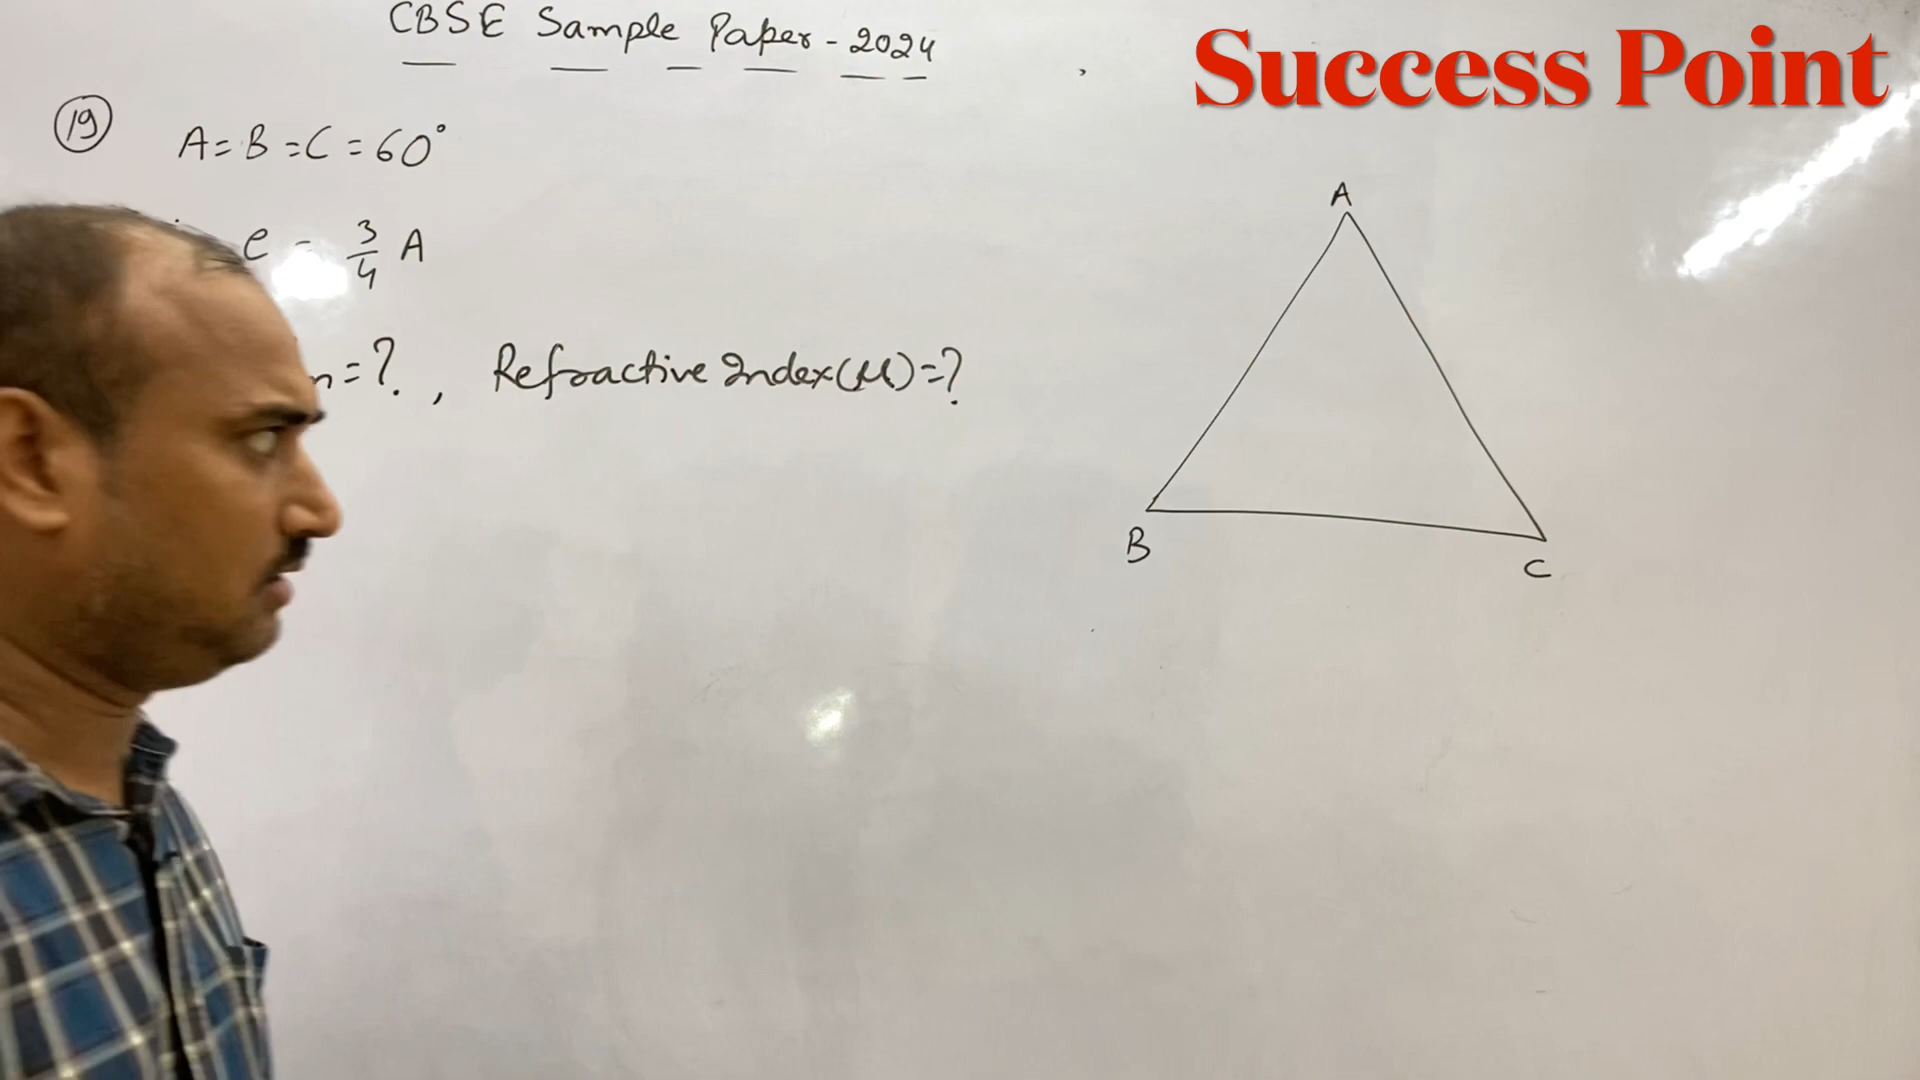 CBSE Sample Paper - 2024
Success Point
19 A = B = C = 60°
e = 3/4 A
n = ? , Refractive Index (μ) = ?
A
B
C